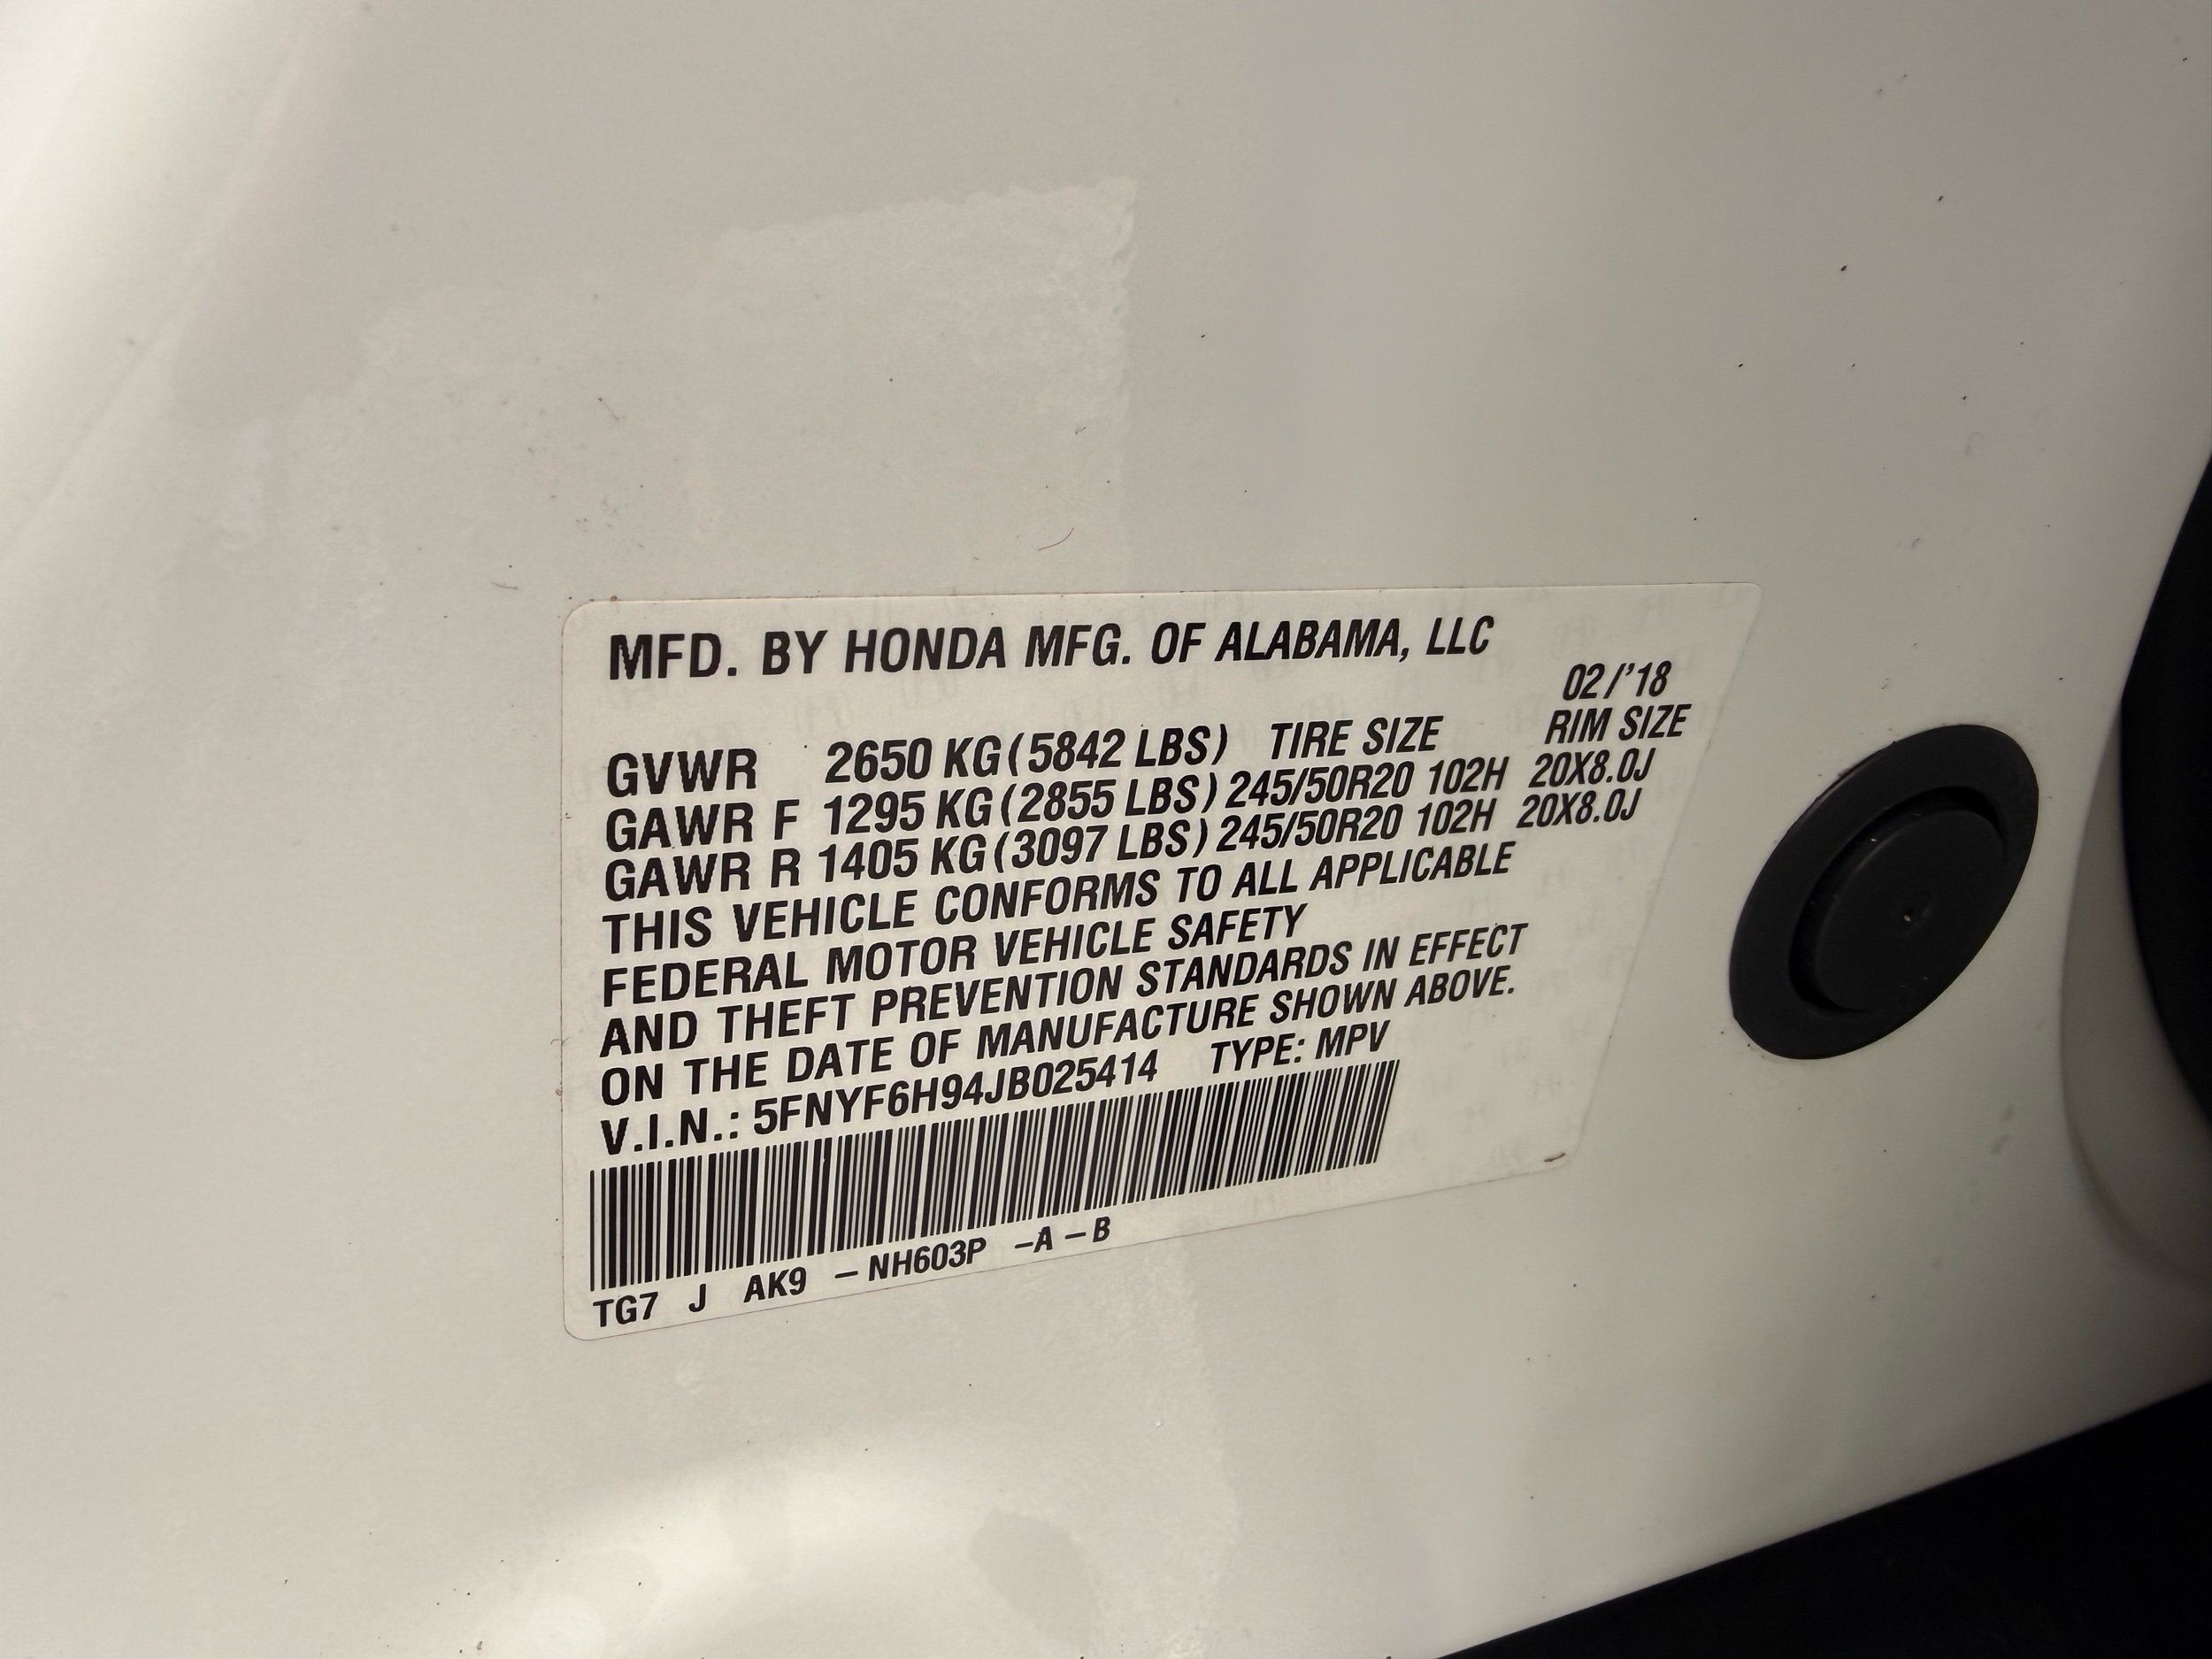 MFD. BY HONDA MFG. OF ALABAMA, LLC
02/'18
GVWR 2650 KG (5842 LBS) TIRE SIZE RIM SIZE
GAWR F 1295 KG (2855 LBS) 245/50R20 102H 20X8.0J
GAWR R 1405 KG (3097 LBS) 245/50R20 102H 20X8.0J
THIS VEHICLE CONFORMS TO ALL APPLICABLE
FEDERAL MOTOR VEHICLE SAFETY
AND THEFT PREVENTION STANDARDS IN EFFECT
ON THE DATE OF MANUFACTURE SHOWN ABOVE.
V.I.N.: 5FNYF6H94JB025414 TYPE: MPV
TG7 J AK9 – NH603P – A – B